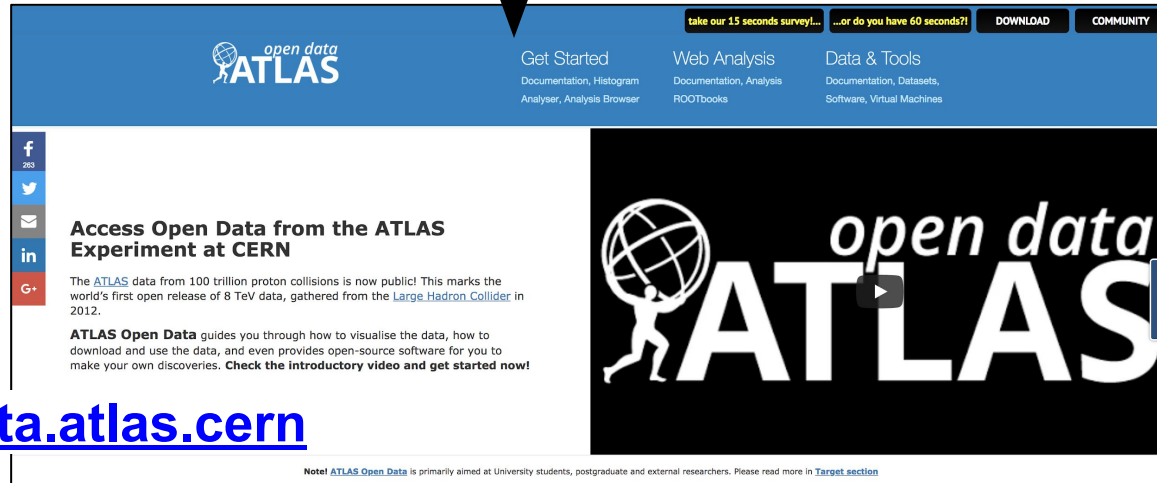 take our 15 seconds survey!...
...or do you have 60 seconds?!
DOWNLOAD
COMMUNITY
open data
ATLAS
Get Started
Documentation, Histogram
Analyser, Analysis Browser
Web Analysis
Documentation, Analysis
ROOTbooks
Data & Tools
Documentation, Datasets,
Software, Virtual Machines
f
263
in
G+
Access Open Data from the ATLAS
Experiment at CERN
The ATLAS data from 100 trillion proton collisions is now public! This marks the
world's first open release of 8 TeV data, gathered from the Large Hadron Collider in
2012.
ATLAS Open Data guides you through how to visualise the data, how to
download and use the data, and even provides open-source software for you to
make your own discoveries. Check the introductory video and get started now!
open data
ATLAS
ta.atlas.cern
Note! ATLAS Open Data is primarily aimed at University students, postgraduate and external researchers. Please read more in Target section